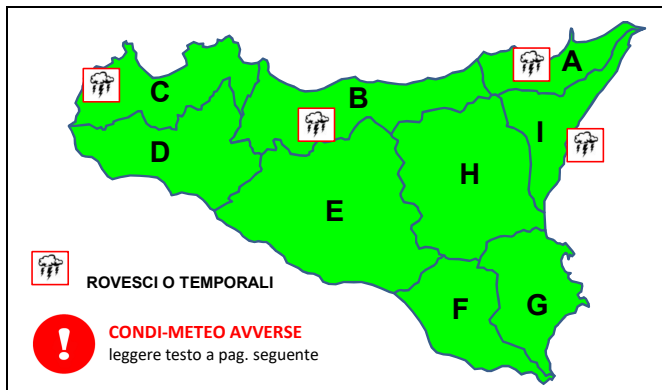 A
C
B
I
D
H
E
F
G
ROVESCI O TEMPORALI
CONDI-METEO AVVERSE
leggere testo a pag. seguente